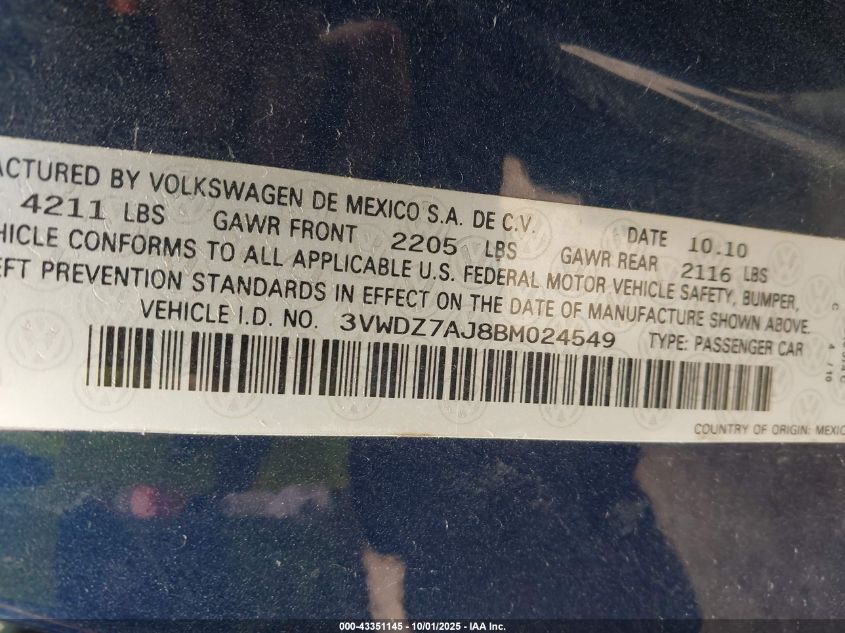 ACTURED BY VOLKSWAGEN DE MEXICO S.A. DE C.V. DATE 10.10
4211 LBS GAWR FRONT 2205 LBS GAWR REAR 2116 LBS
HICLE CONFORMS TO ALL APPLICABLE U.S. FEDERAL MOTOR VEHICLE SAFETY, BUMPER,
EFT PREVENTION STANDARDS IN EFFECT ON THE DATE OF MANUFACTURE SHOWN ABOVE.
VEHICLE I.D. NO. 3VWDZ7AJ8BM024549 TYPE: PASSENGER CAR
COUNTRY OF ORIGIN: MEXIC
000-43351145 - 10/01/2025 - IAA Inc.